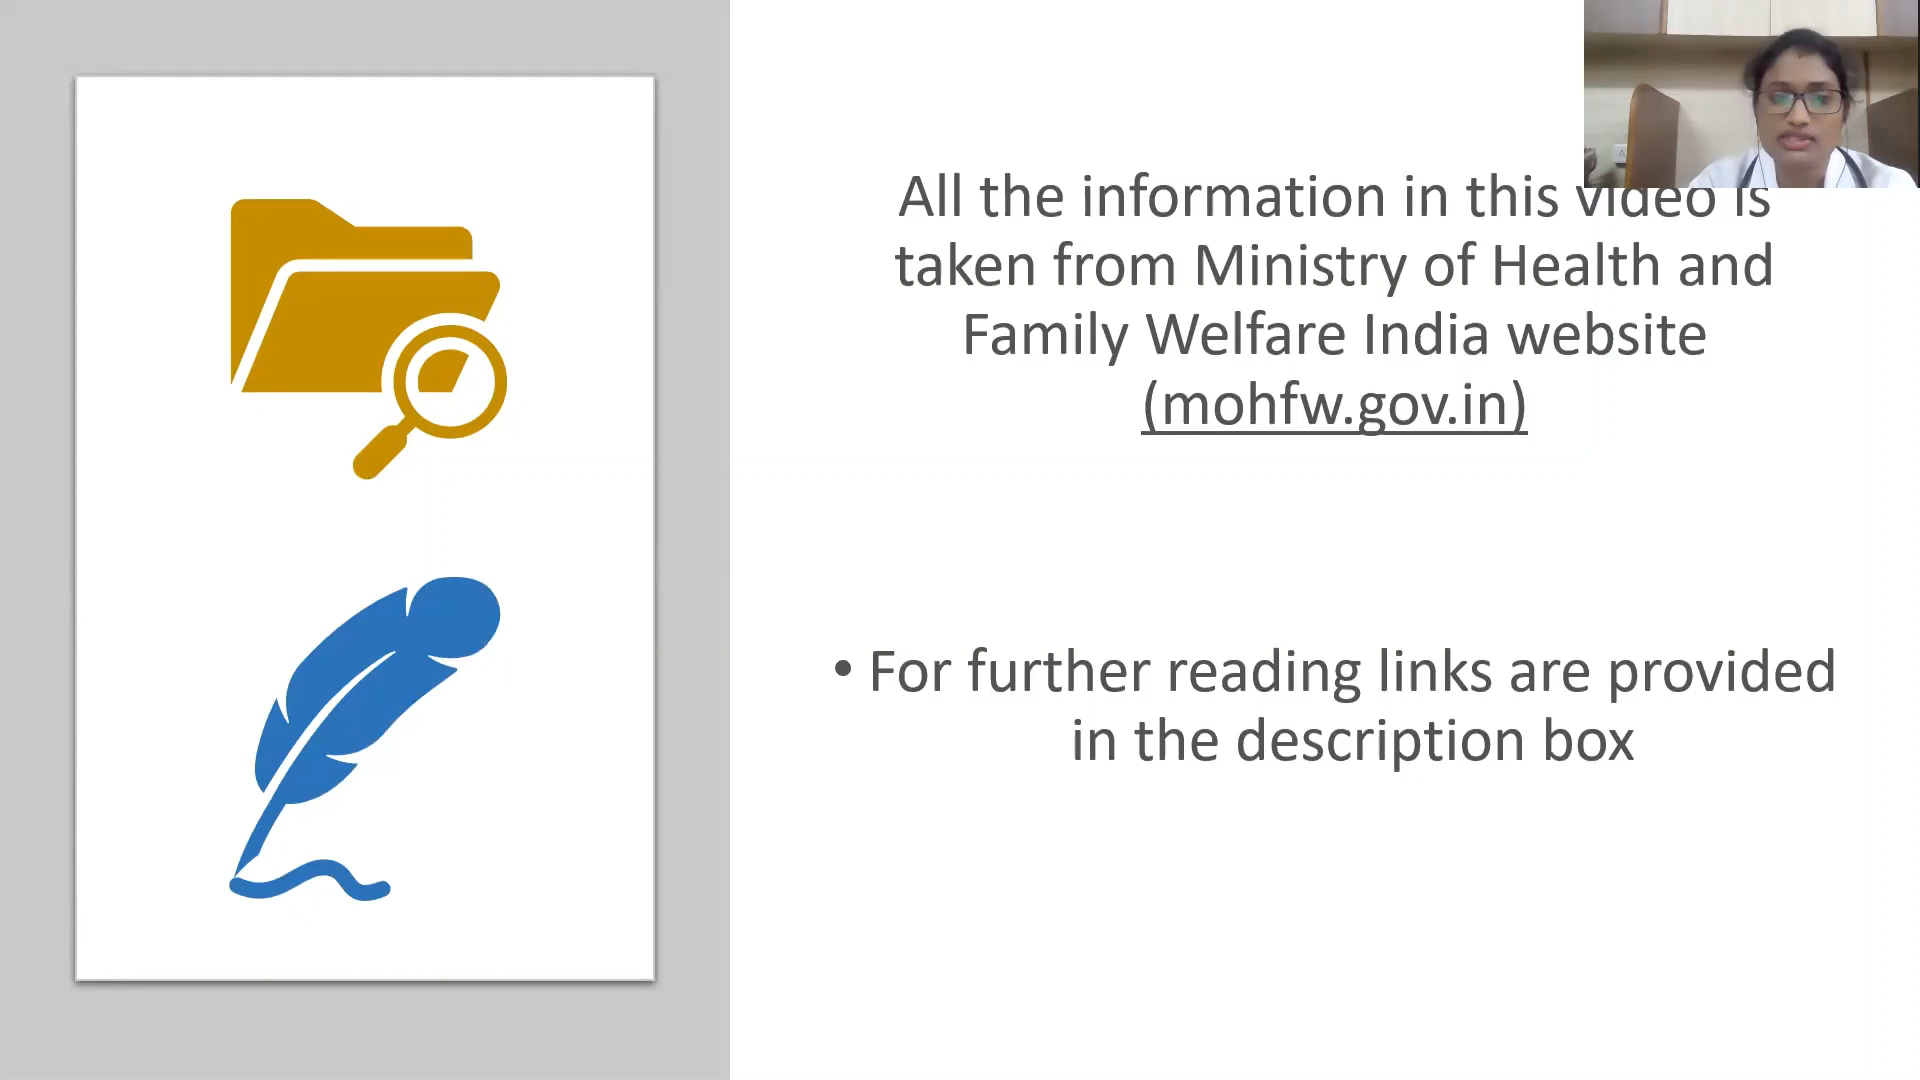 All the information in this video is
taken from Ministry of Health and
Family Welfare India website
(mohfw.gov.in)
• For further reading links are provided
in the description box